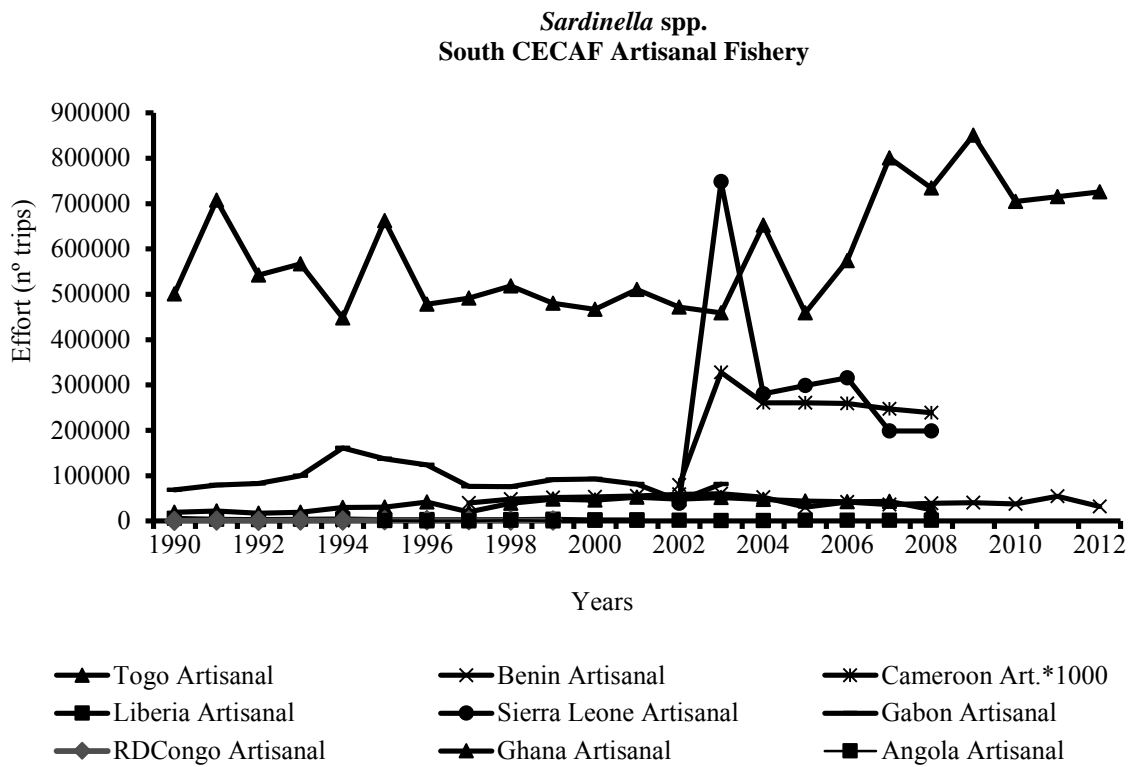 Sardinella spp.
South CECAF Artisanal Fishery
900000
800000
700000
600000
500000
400000
300000
200000
100000
0
Effort (nº trips)
1990 1992 1994 1996 1998 2000 2002 2004 2006 2008 2010 2012
Years
Togo Artisanal Benin Artisanal Cameroon Art.*1000
Liberia Artisanal Sierra Leone Artisanal Gabon Artisanal
RDCongo Artisanal Ghana Artisanal Angola Artisanal